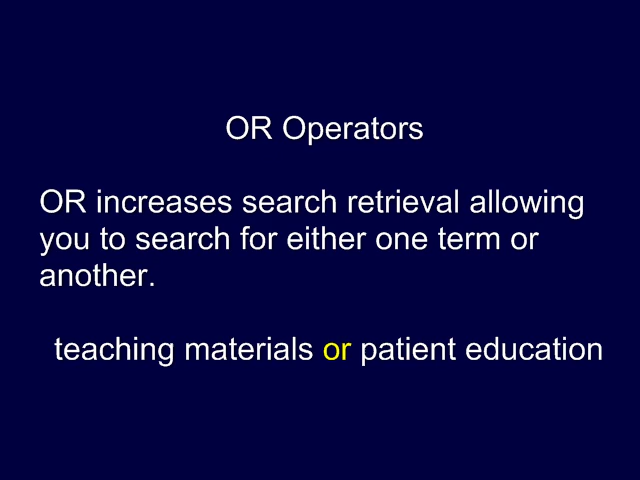 OR Operators
OR increases search retrieval allowing
you to search for either one term or
another.
teaching materials or patient education